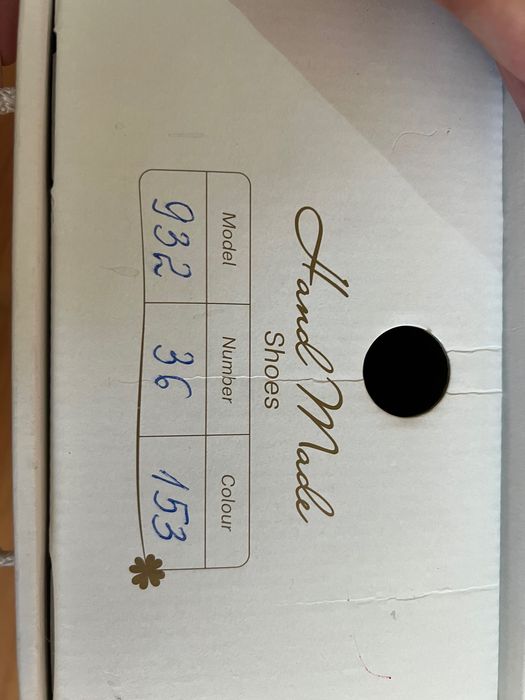 Hand Made
Shoes
Model Number Colour
932 36 153